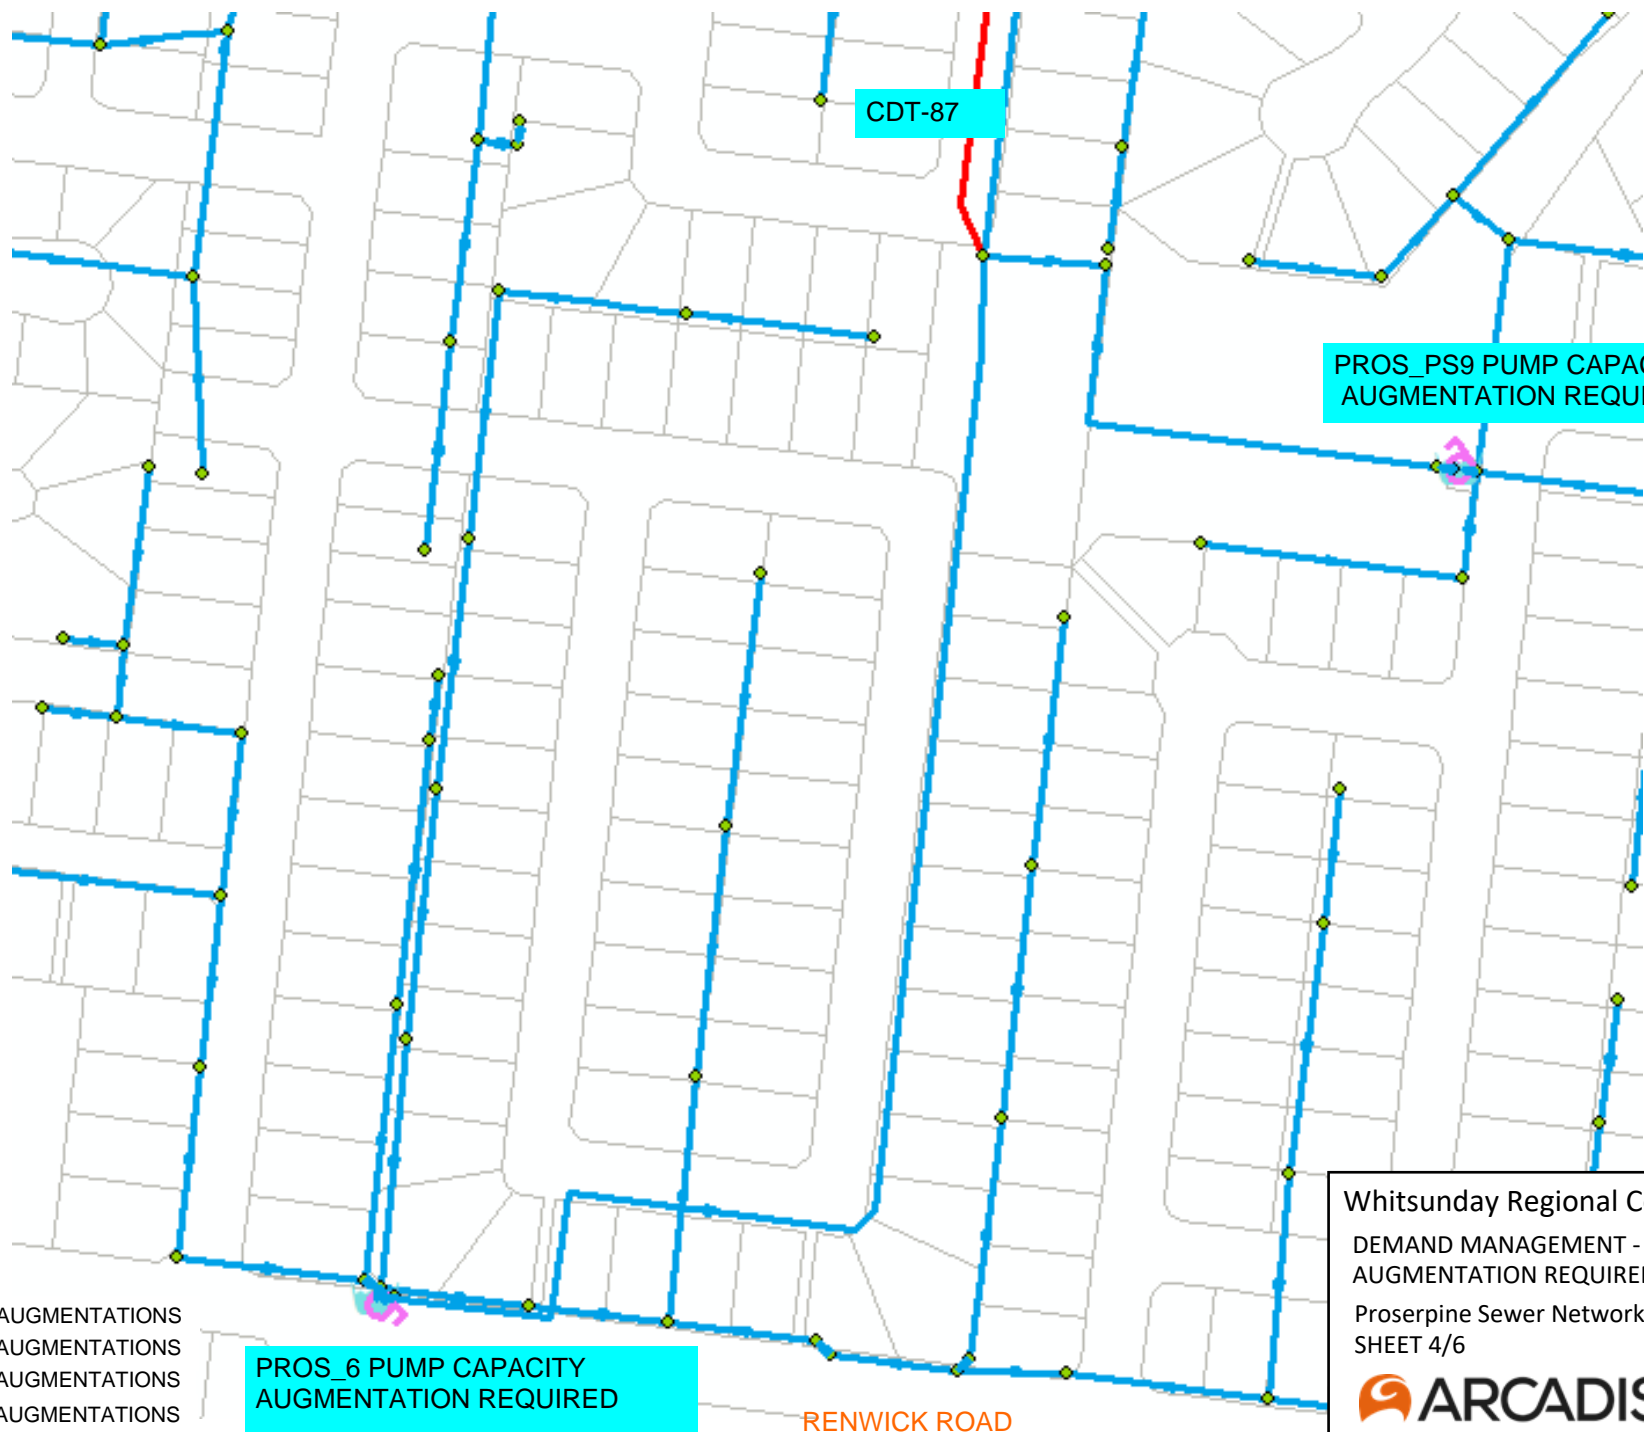 CDT-87
PROS_PS9 PUMP CAPAC
AUGMENTATION REQUI
Whitsunday Regional C
DEMAND MANAGEMENT -
AUGMENTATION REQUIRE
Proserpine Sewer Network
SHEET 4/6
ARCADIS
AUGMENTATIONS
AUGMENTATIONS
AUGMENTATIONS
AUGMENTATIONS
PROS_6 PUMP CAPACITY
AUGMENTATION REQUIRED
RENWICK ROAD